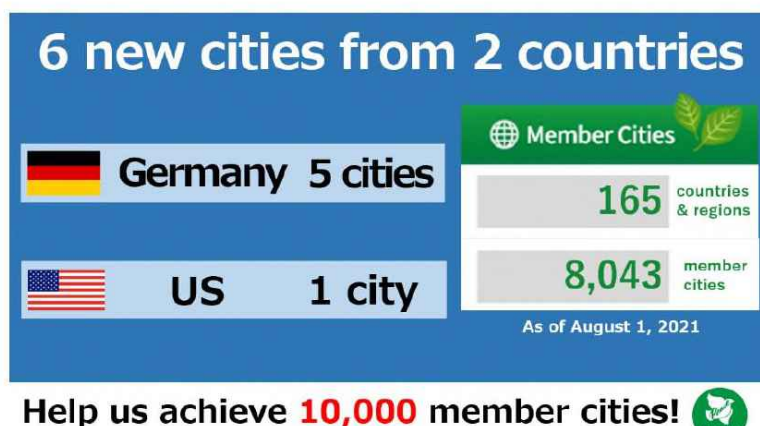 6 new cities from 2 countries
Germany 5 cities
US 1 city
Member Cities
165 countries
& regions
8,043 member
cities
As of August 1, 2021
Help us achieve 10,000 member cities!